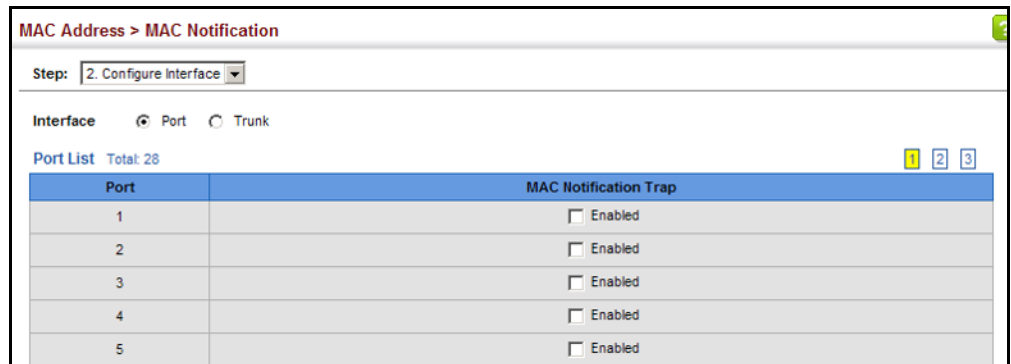 MAC Address > MAC Notification
?
Step: 2. Configure Interface
Interface Port Trunk
Port List Total: 28 1 2 3
Port MAC Notification Trap
1 Enabled
2 Enabled
3 Enabled
4 Enabled
5 Enabled